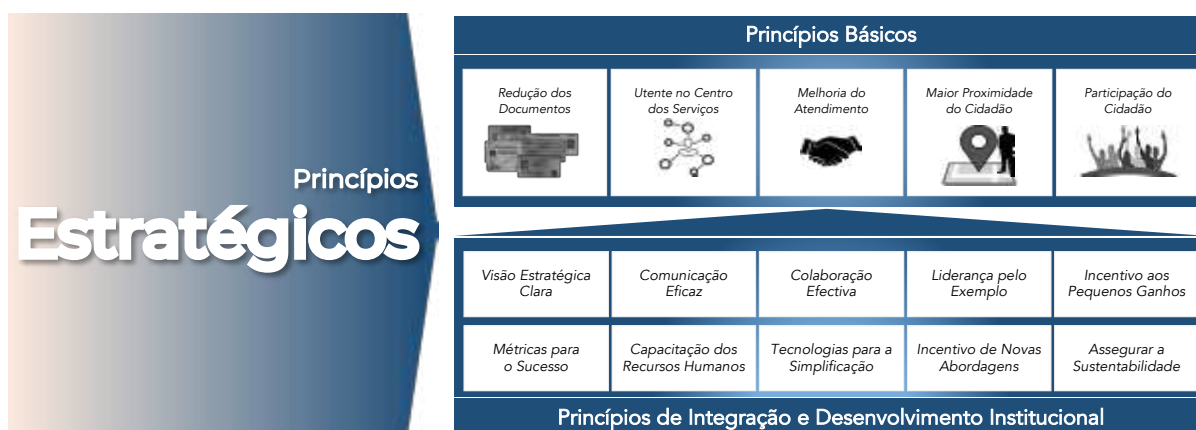 Princípios
Estratégicos
Princípios Básicos
Redução dos
Documentos
Utente no Centro
dos Serviços
Melhoria do
Atendimento
Maior Proximidade
do Cidadão
Participação do
Cidadão
Visão Estratégica
Clara
Comunicação
Eficaz
Colaboração
Efectiva
Liderança pelo
Exemplo
Incentivo aos
Pequenos Ganhos
Métricas para
o Sucesso
Capacitação dos
Recursos Humanos
Tecnologias para a
Simplificação
Incentivo de Novas
Abordagens
Assegurar a
Sustentabilidade
Princípios de Integração e Desenvolvimento Institucional